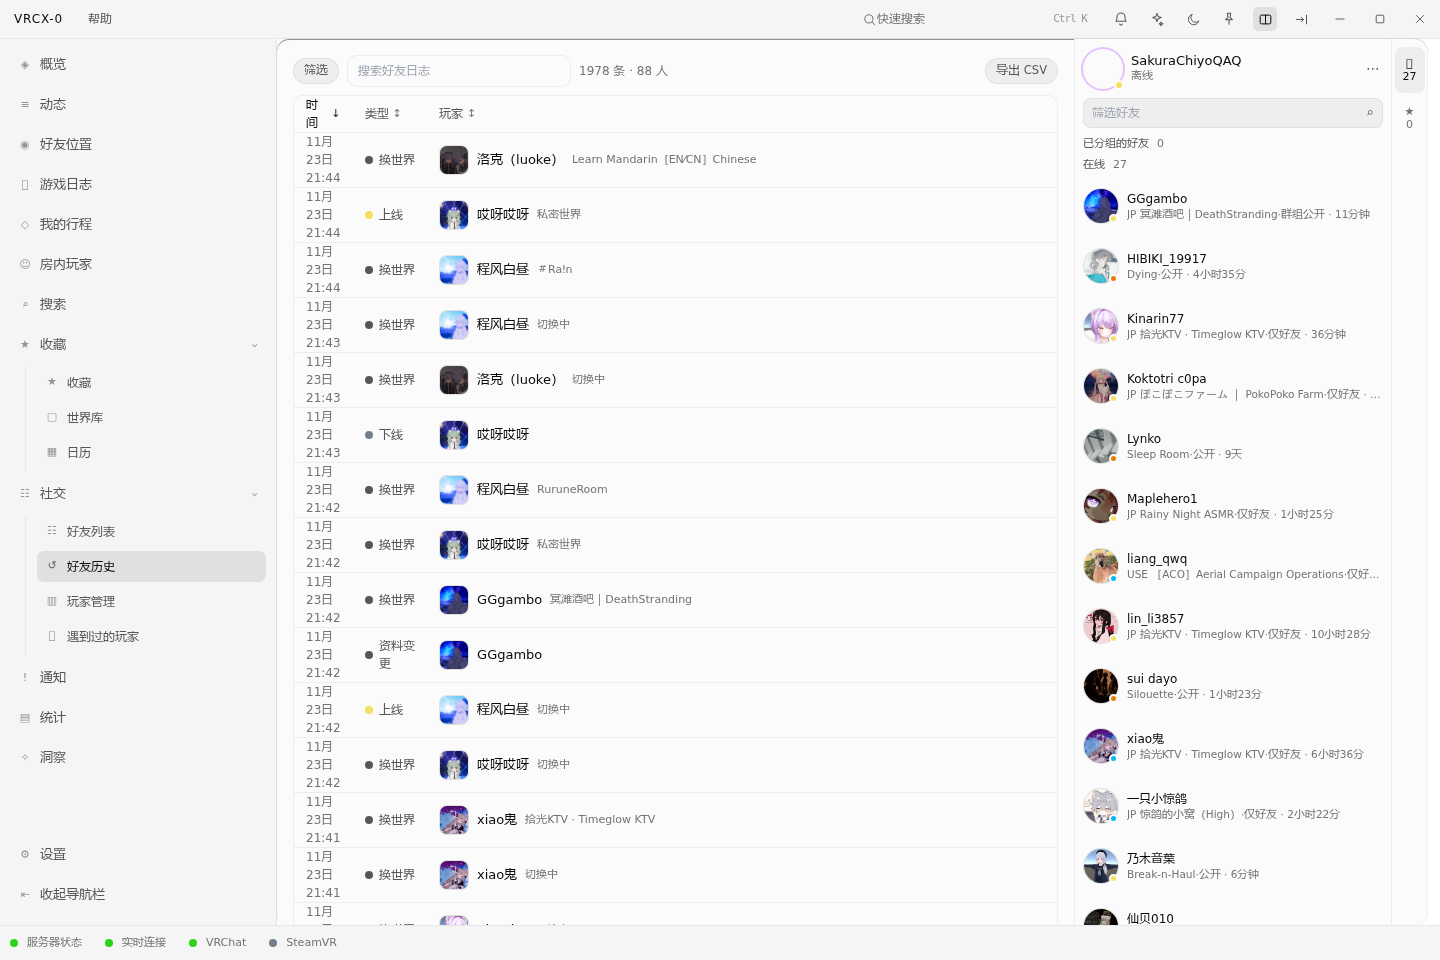 VRCX-0
帮助
快速搜索
Ctrl K
概览
动态
好友位置
游戏日志
我的行程
房内玩家
搜索
收藏
收藏
世界库
日历
社交
好友列表
好友历史
玩家管理
遇到过的玩家
通知
统计
洞察
设置
收起导航栏
筛选
搜索好友日志
1978 条 · 88 人
导出 CSV
时间 ↓
类型 ↕
玩家 ↕
11月23日 21:44 换世界 洛克（luoke） Learn Mandarin［EN⁄CN］Chinese
11月23日 21:44 上线 哎呀哎呀 私密世界
11月23日 21:44 换世界 程风白昼 ＃Ra!n
11月23日 21:43 换世界 程风白昼 切换中
11月23日 21:43 换世界 洛克（luoke） 切换中
11月23日 21:43 下线 哎呀哎呀
11月23日 21:42 换世界 程风白昼 RuruneRoom
11月23日 21:42 换世界 哎呀哎呀 私密世界
11月23日 21:42 换世界 GGgambo 冥滩酒吧 | DeathStranding
11月23日 21:42 资料变更 GGgambo
11月23日 21:42 上线 程风白昼 切换中
11月23日 21:42 换世界 哎呀哎呀 切换中
11月23日 21:41 换世界 xiao鬼 拾光KTV · Timeglow KTV
11月23日 21:41 换世界 xiao鬼 切换中
11月
SakuraChiyoQAQ
离线
筛选好友
已分组的好友 0
在线 27
GGgambo
JP 冥滩酒吧 | DeathStranding·群组公开 · 11分钟
HIBIKI_19917
Dying·公开 · 4小时35分
Kinarin77
JP 拾光KTV · Timeglow KTV·仅好友 · 36分钟
Koktotri c0pa
JP ぽこぽこファーム ｜ PokoPoko Farm·仅好友 · ...
Lynko
Sleep Room·公开 · 9天
Maplehero1
JP Rainy Night ASMR·仅好友 · 1小时25分
liang_qwq
USE ［ACO］Aerial Campaign Operations·仅好...
lin_li3857
JP 拾光KTV · Timeglow KTV·仅好友 · 10小时28分
sui dayo
Silouette·公开 · 1小时23分
xiao鬼
JP 拾光KTV · Timeglow KTV·仅好友 · 6小时36分
一只小惊鸽
JP 惊鸽的小窝（High）·仅好友 · 2小时22分
乃木音葉
Break-n-Haul·公开 · 6分钟
仙贝010
27
★
0
服务器状态
实时连接
VRChat
SteamVR